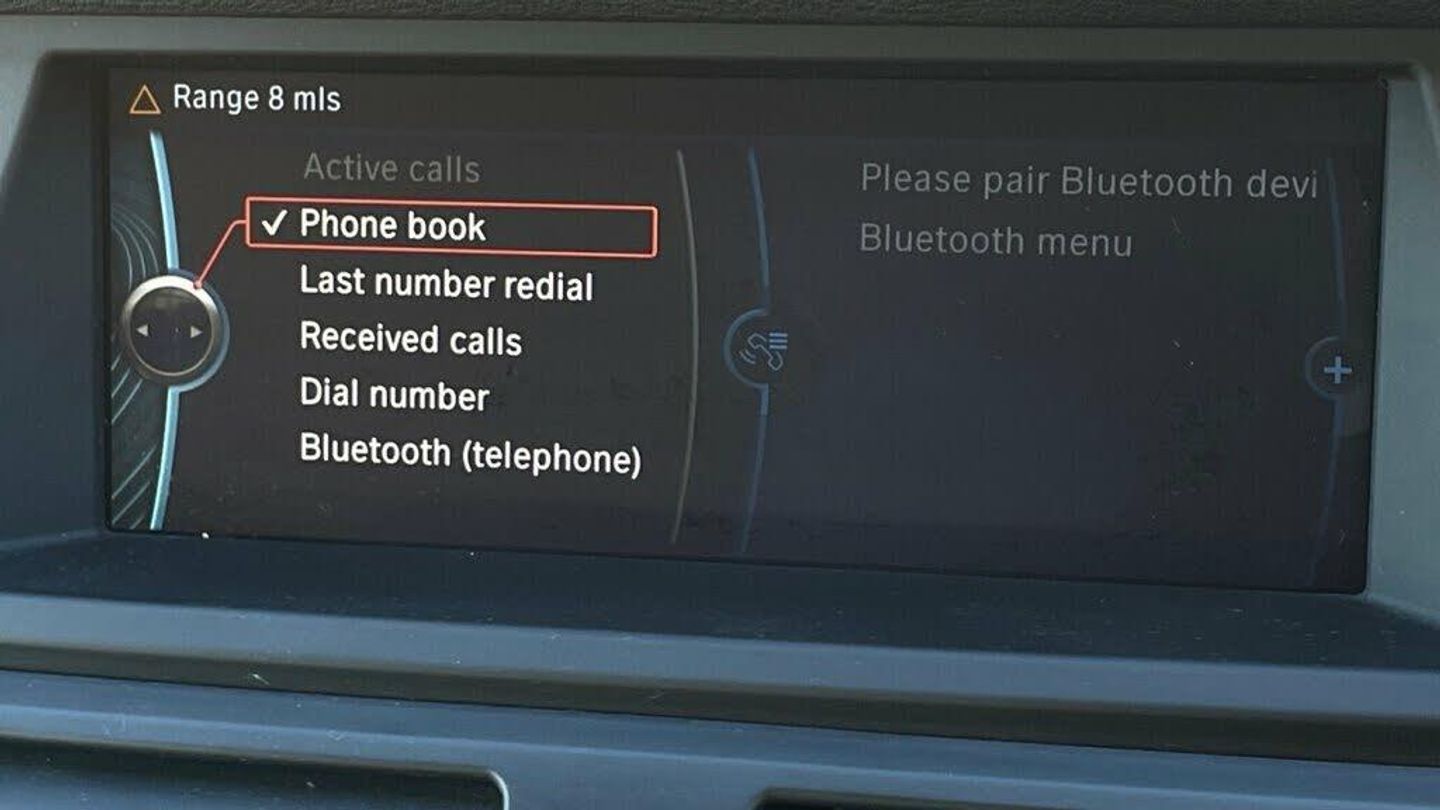 Range 8 mls
Active calls
Phone book
Last number redial
Received calls
Dial number
Bluetooth (telephone)
Please pair Bluetooth devi
Bluetooth menu